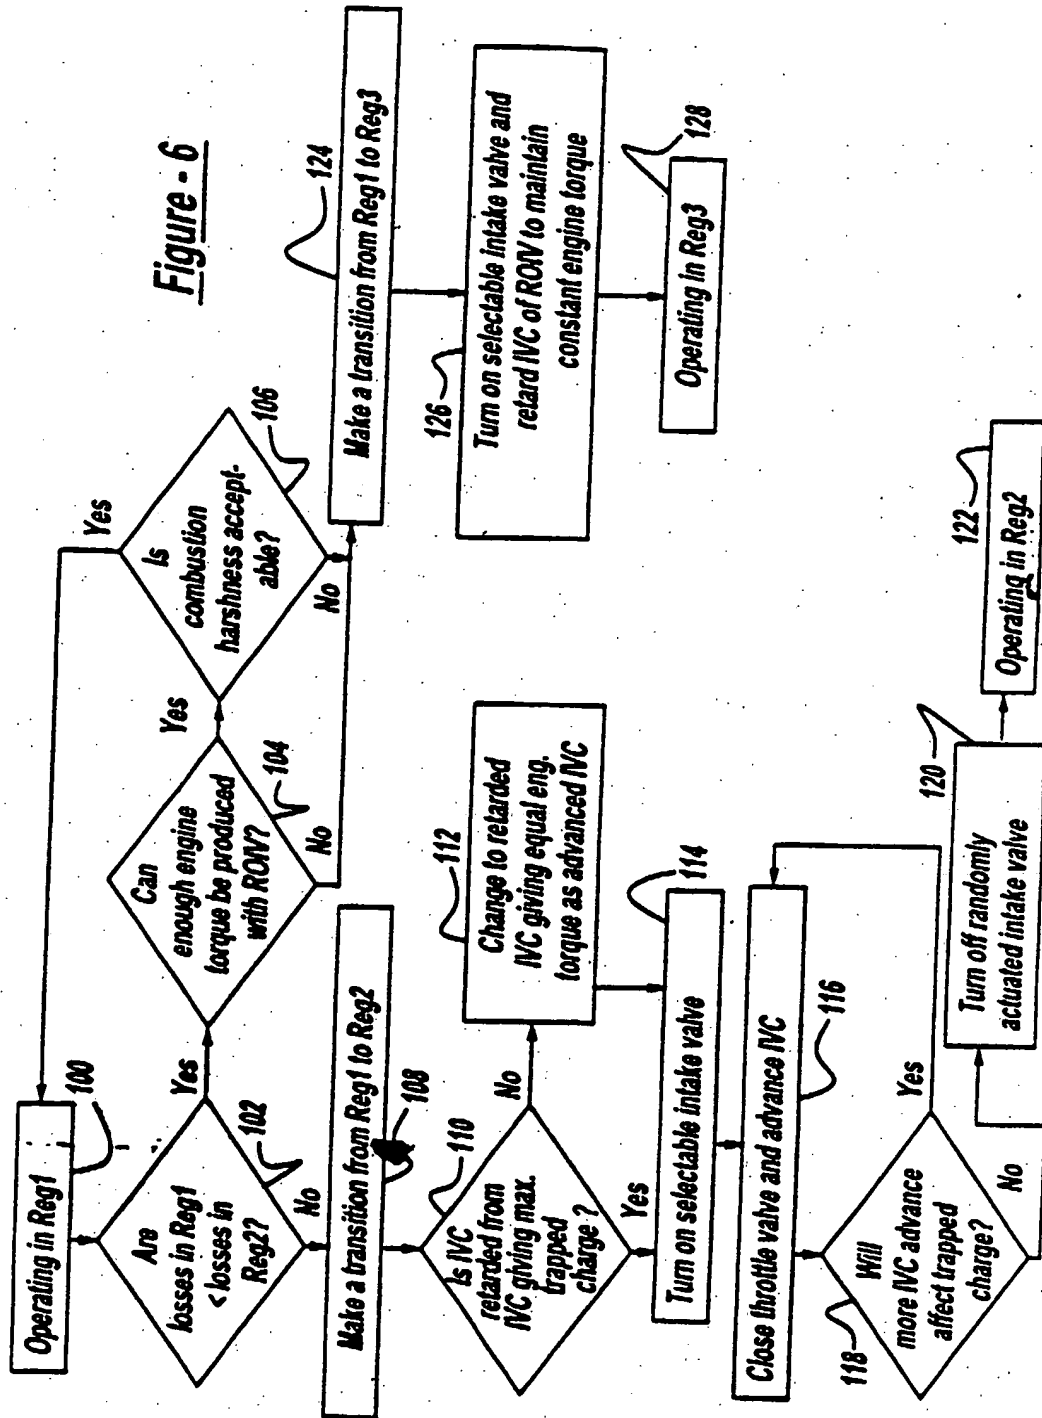 Figure - 6
Operating in Reg1
100
Are
losses in Reg1
< losses in
Reg2?
102
Yes
No
Can
enough engine
torque be produced
with ROIV?
104
Yes
No
Is
combustion
harshness accept-
able?
106
Yes
No
Make a transition from Reg1 to Reg2
108
Is IVC
retarded from
IVC giving max.
trapped
charge ?
110
No
Yes
Change to retarded
IVC giving equal eng.
torque as advanced IVC
112
Turn on selectable intake valve
114
Close throttle valve and advance IVC
116
Will
more IVC advance
affect trapped
charge?
118
Yes
No
Turn off randomly
actuated intake valve
120
Operating in Reg2
122
Make a transition from Reg1 to Reg3
124
Turn on selectable intake valve and
retard IVC of ROIV to maintain
constant engine torque
126
Operating in Reg3
128